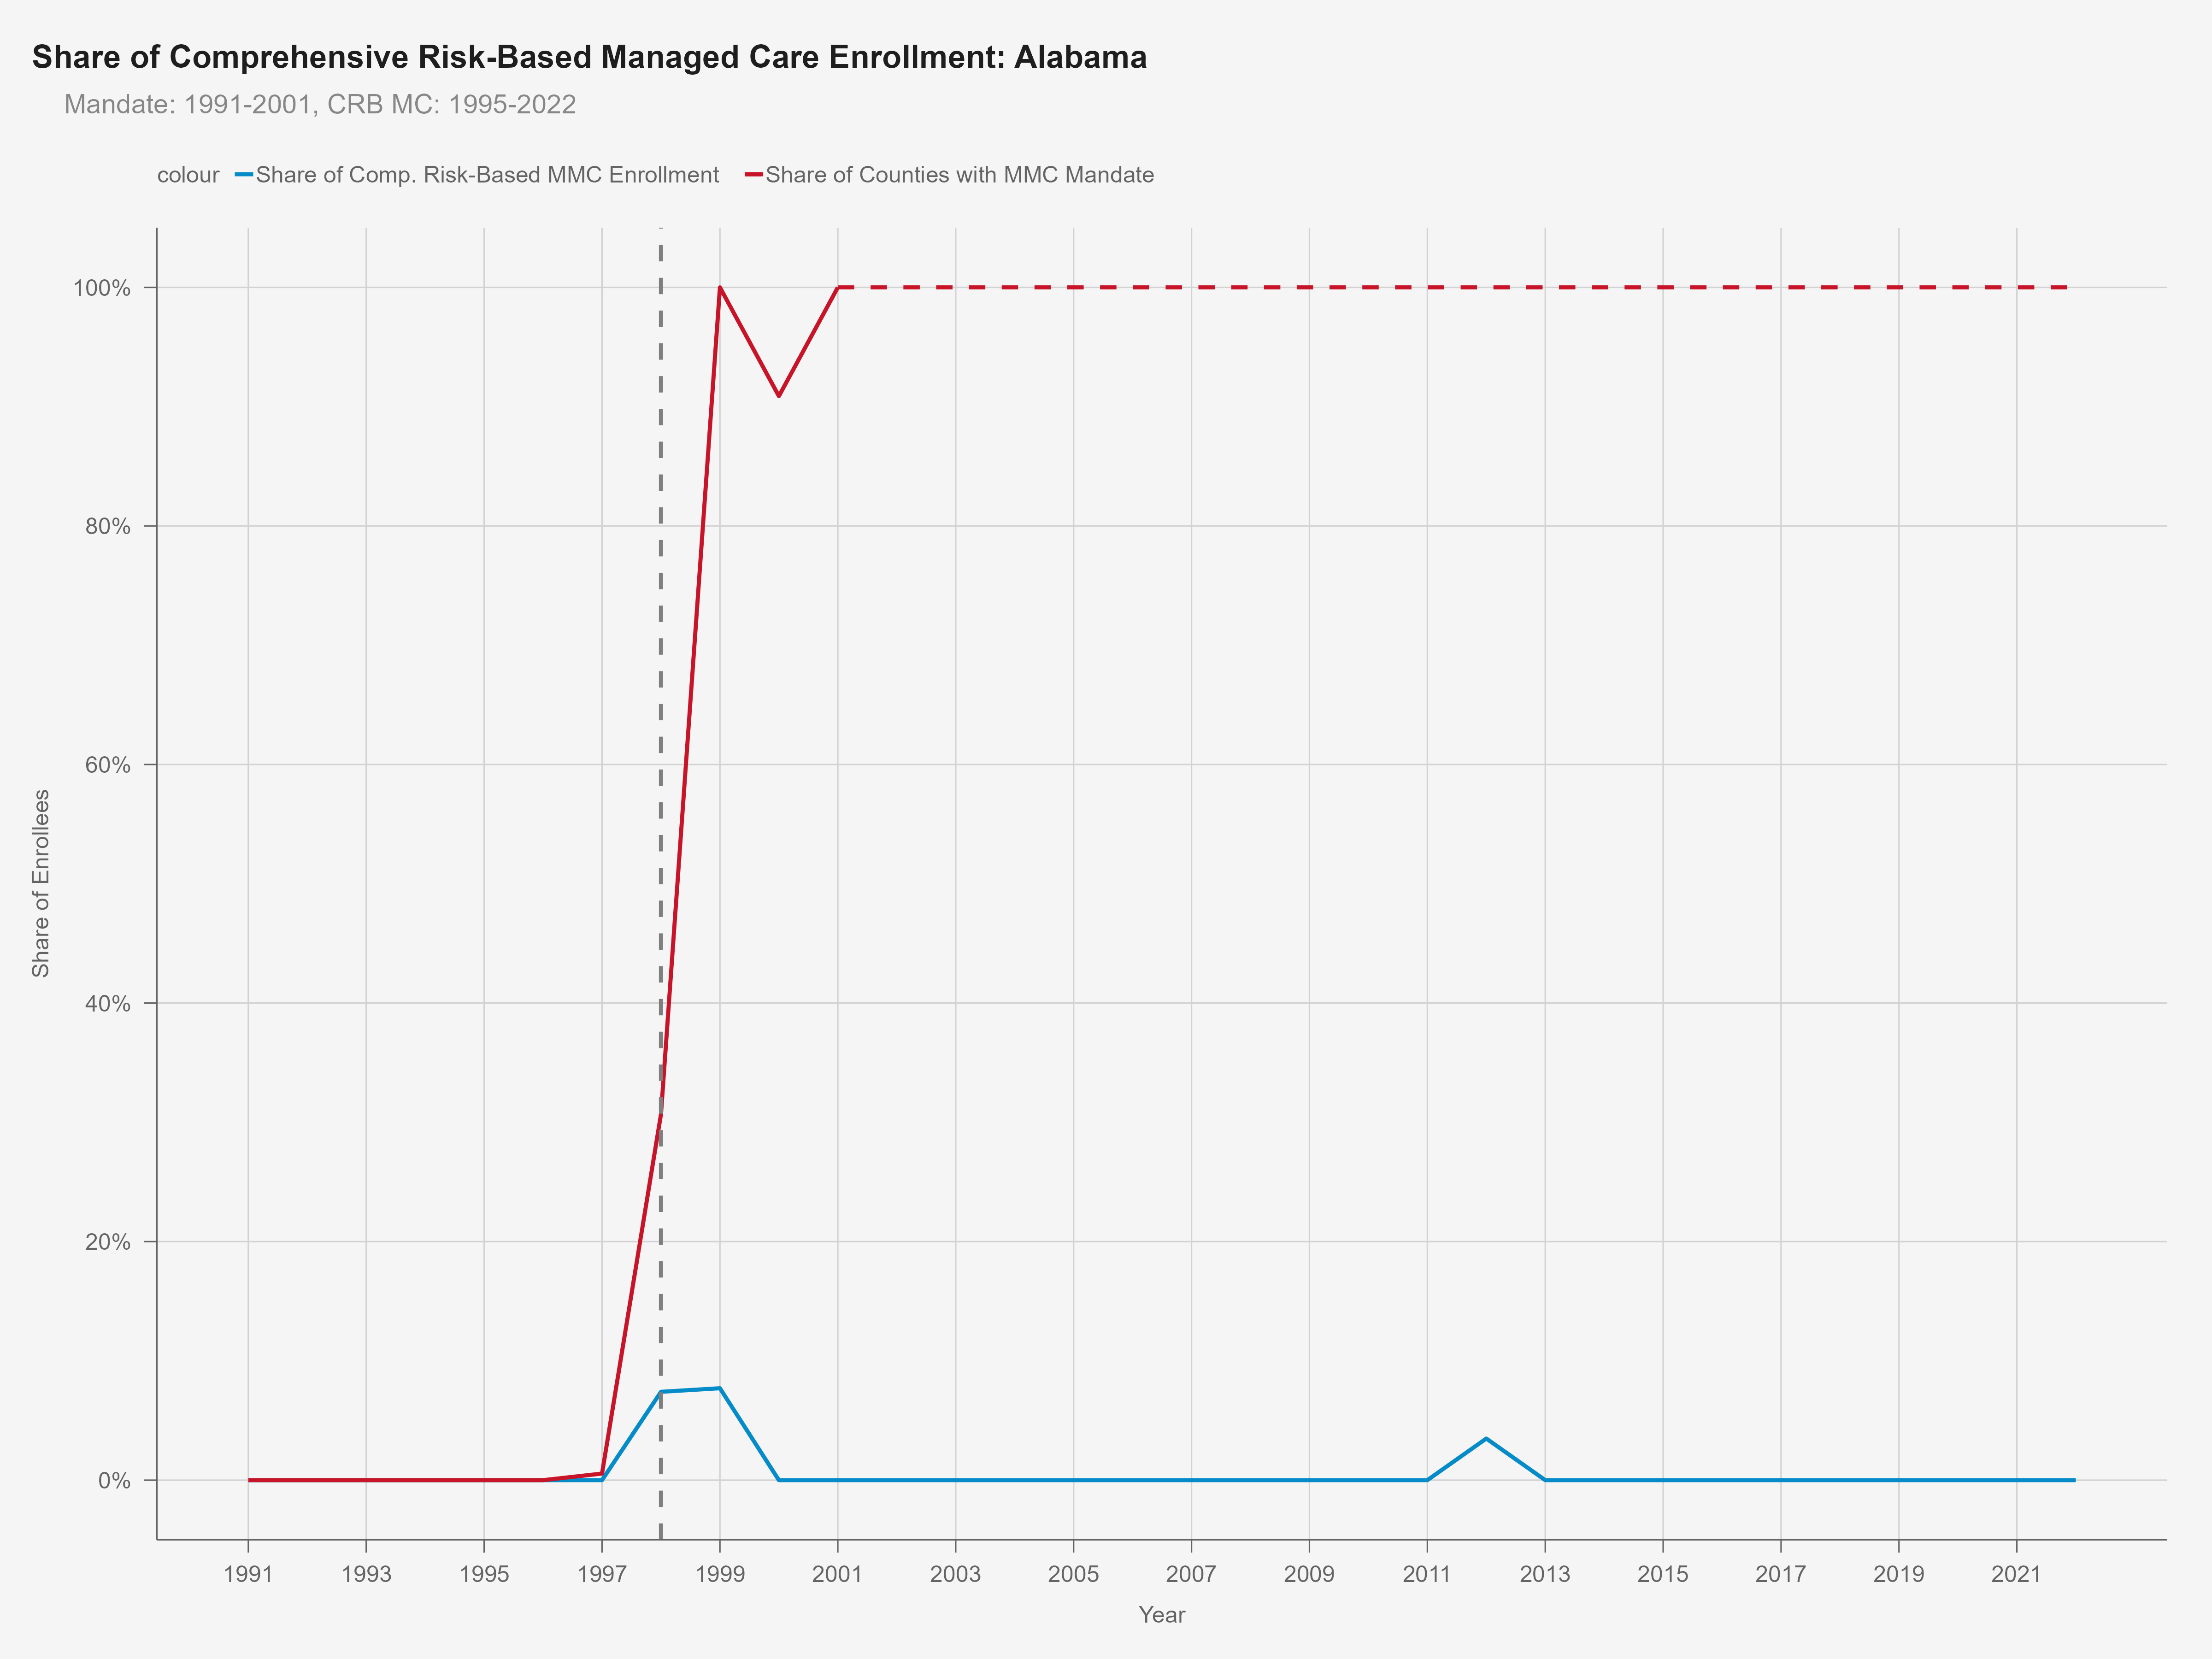 Share of Comprehensive Risk-Based Managed Care Enrollment: Alabama
Mandate: 1991-2001, CRB MC: 1995-2022
colour Share of Comp. Risk-Based MMC Enrollment Share of Counties with MMC Mandate
Share of Enrollees
100%
80%
60%
40%
20%
0%
1991 1993 1995 1997 1999 2001 2003 2005 2007 2009 2011 2013 2015 2017 2019 2021
Year